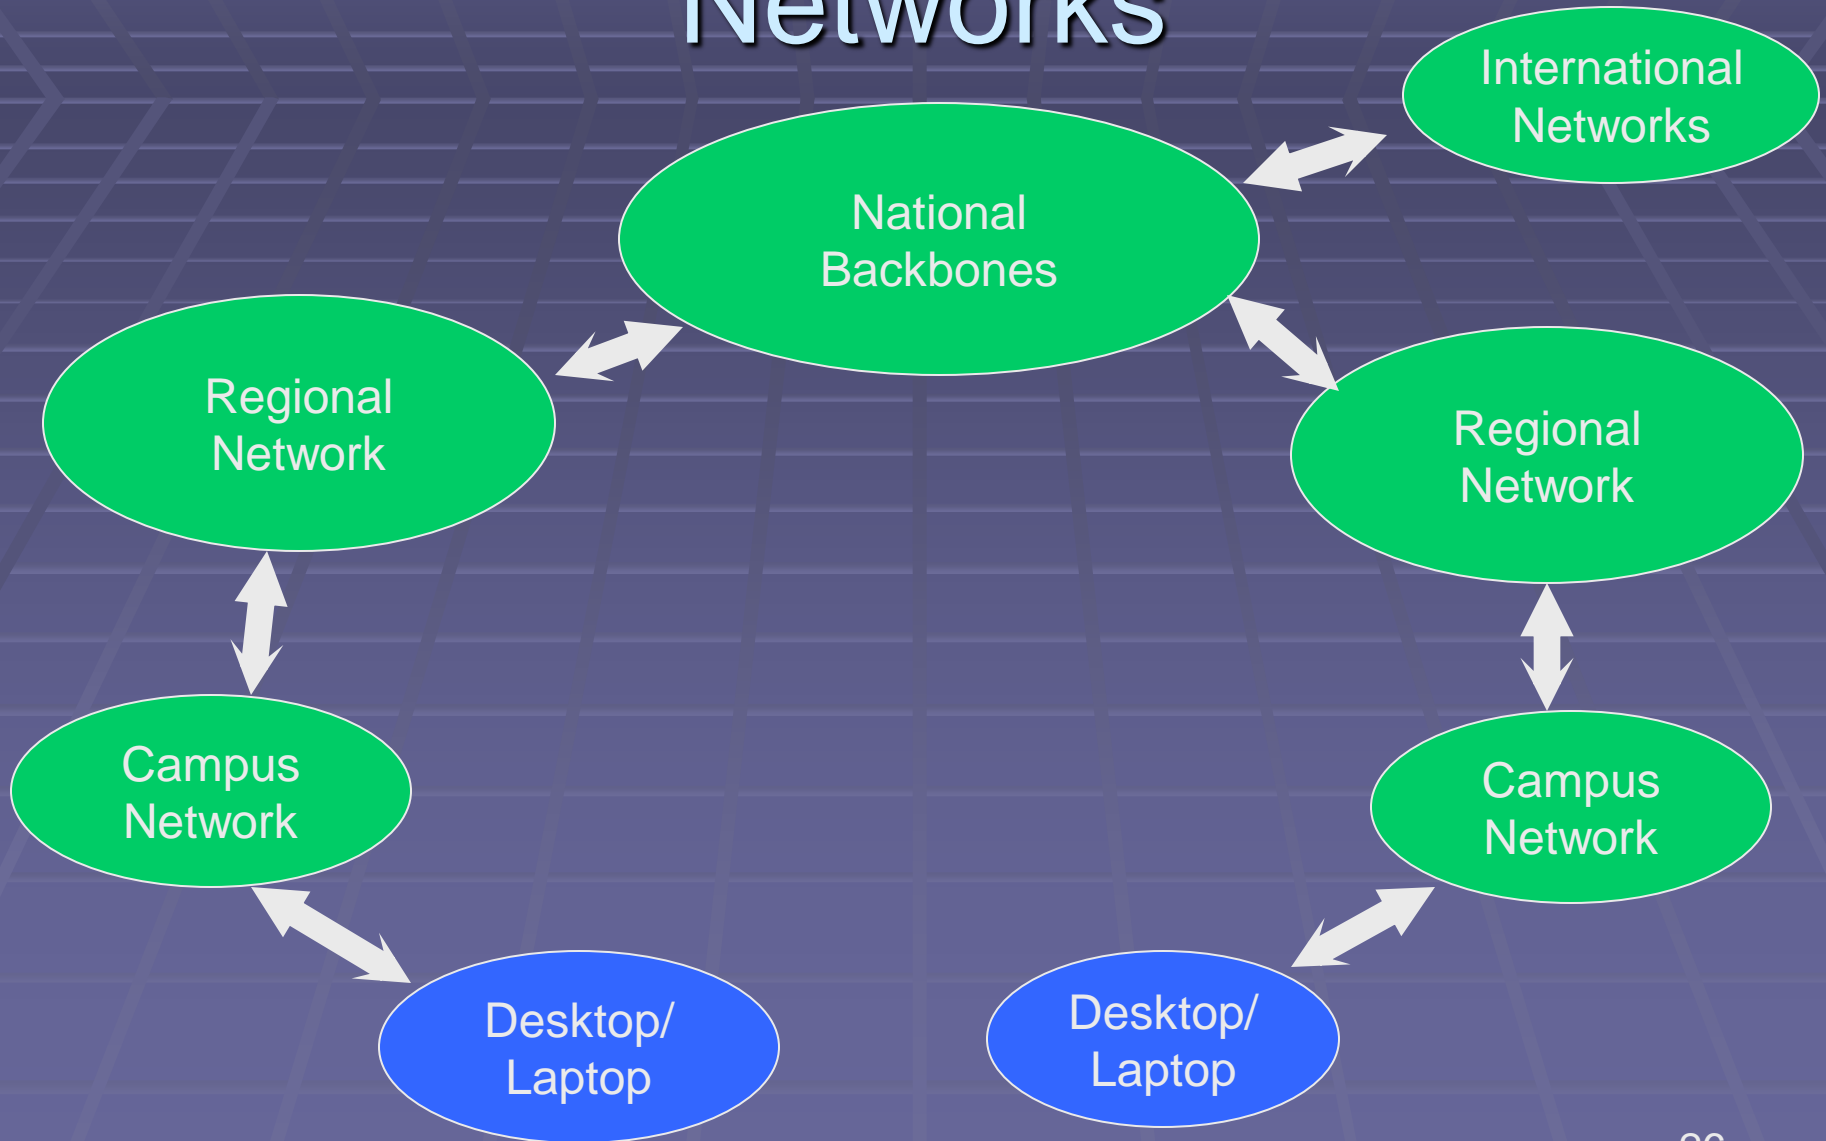 Networks
International
Networks
National
Backbones
Regional
Network
Regional
Network
Campus
Network
Campus
Network
Desktop/
Laptop
Desktop/
Laptop